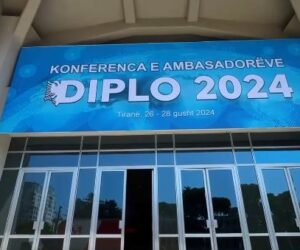 KONFERENCA E AMBASADORËVE
DIPLO 2024
Tiranë, 26 - 28 gusht 2024